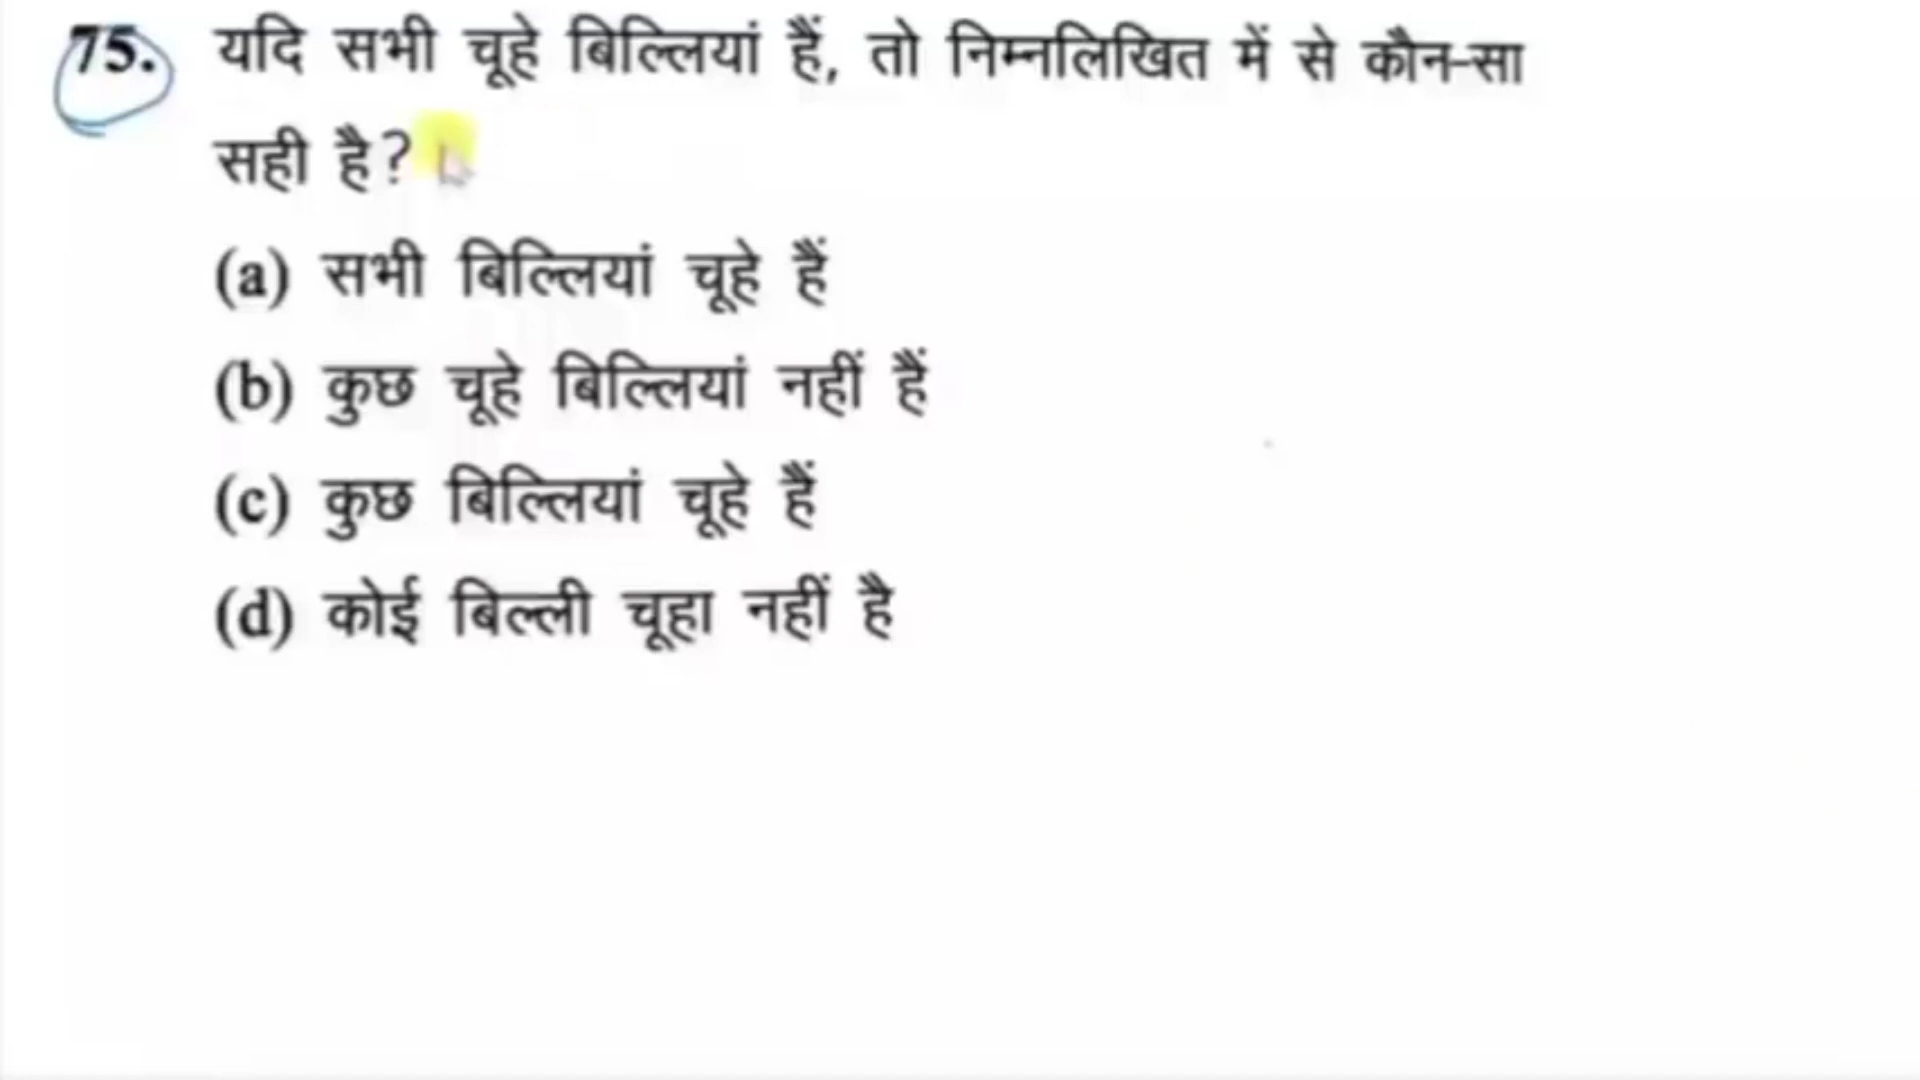 75. यदि सभी चूहे बिल्लियां हैं, तो निम्नलिखित में से कौन-सा
सही है?
(a) सभी बिल्लियां चूहे हैं
(b) कुछ चूहे बिल्लियां नहीं हैं
(c) कुछ बिल्लियां चूहे हैं
(d) कोई बिल्ली चूहा नहीं है